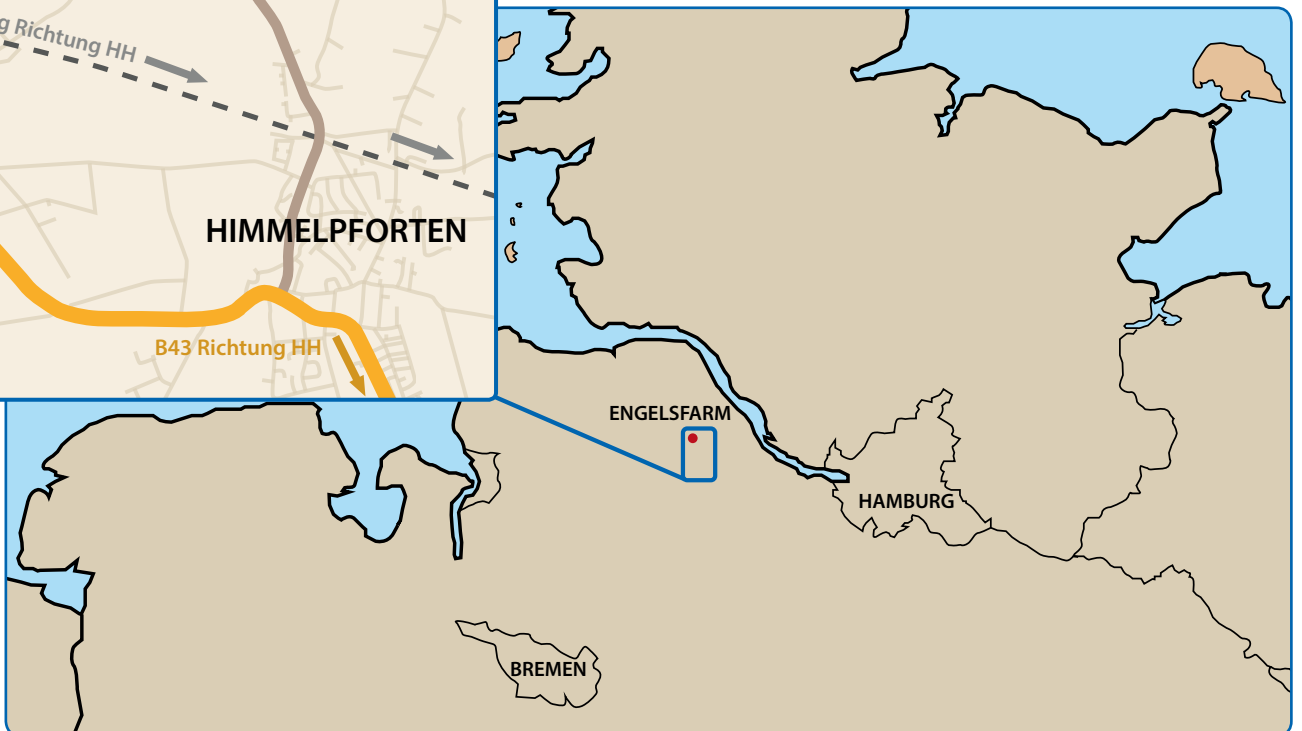 Richtung HH
HIMMELPFORTEN
B43 Richtung HH
ENGELSFARM
HAMBURG
BREMEN